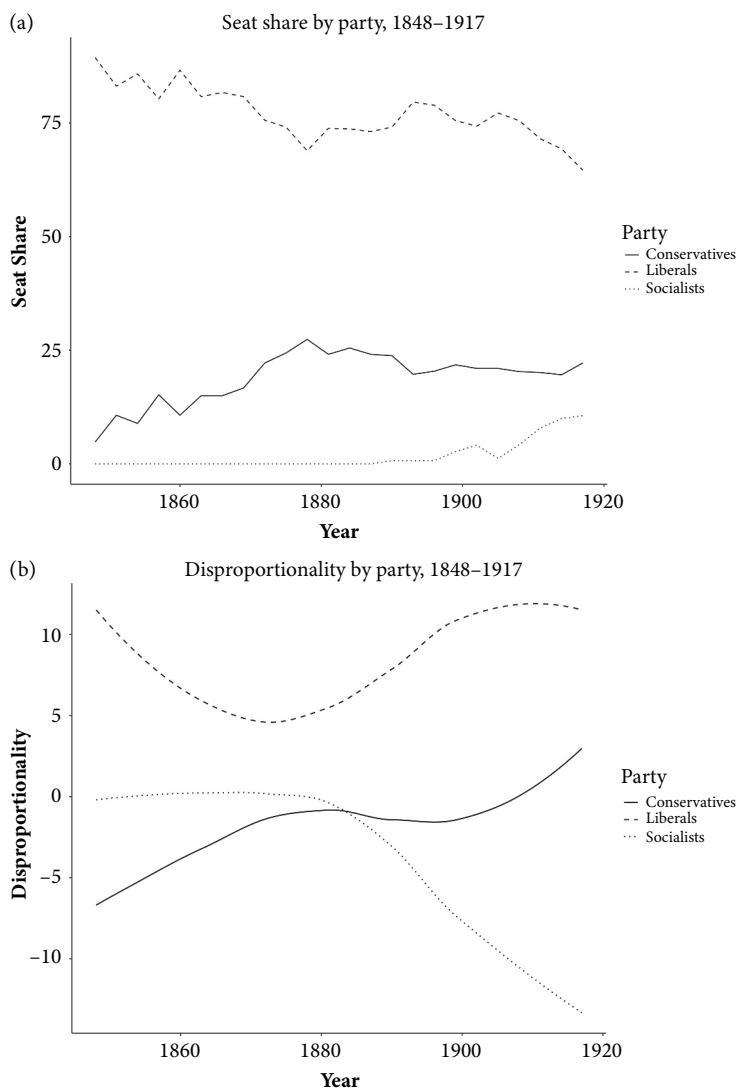 (a)
Seat share by party, 1848–1917
75
50
25
0
Seat Share
1860
1880
1900
1920
Year
Party
Conservatives
Liberals
Socialists
(b)
Disproportionality by party, 1848–1917
10
5
0
−5
−10
Disproportionality
1860
1880
1900
1920
Year
Party
Conservatives
Liberals
Socialists